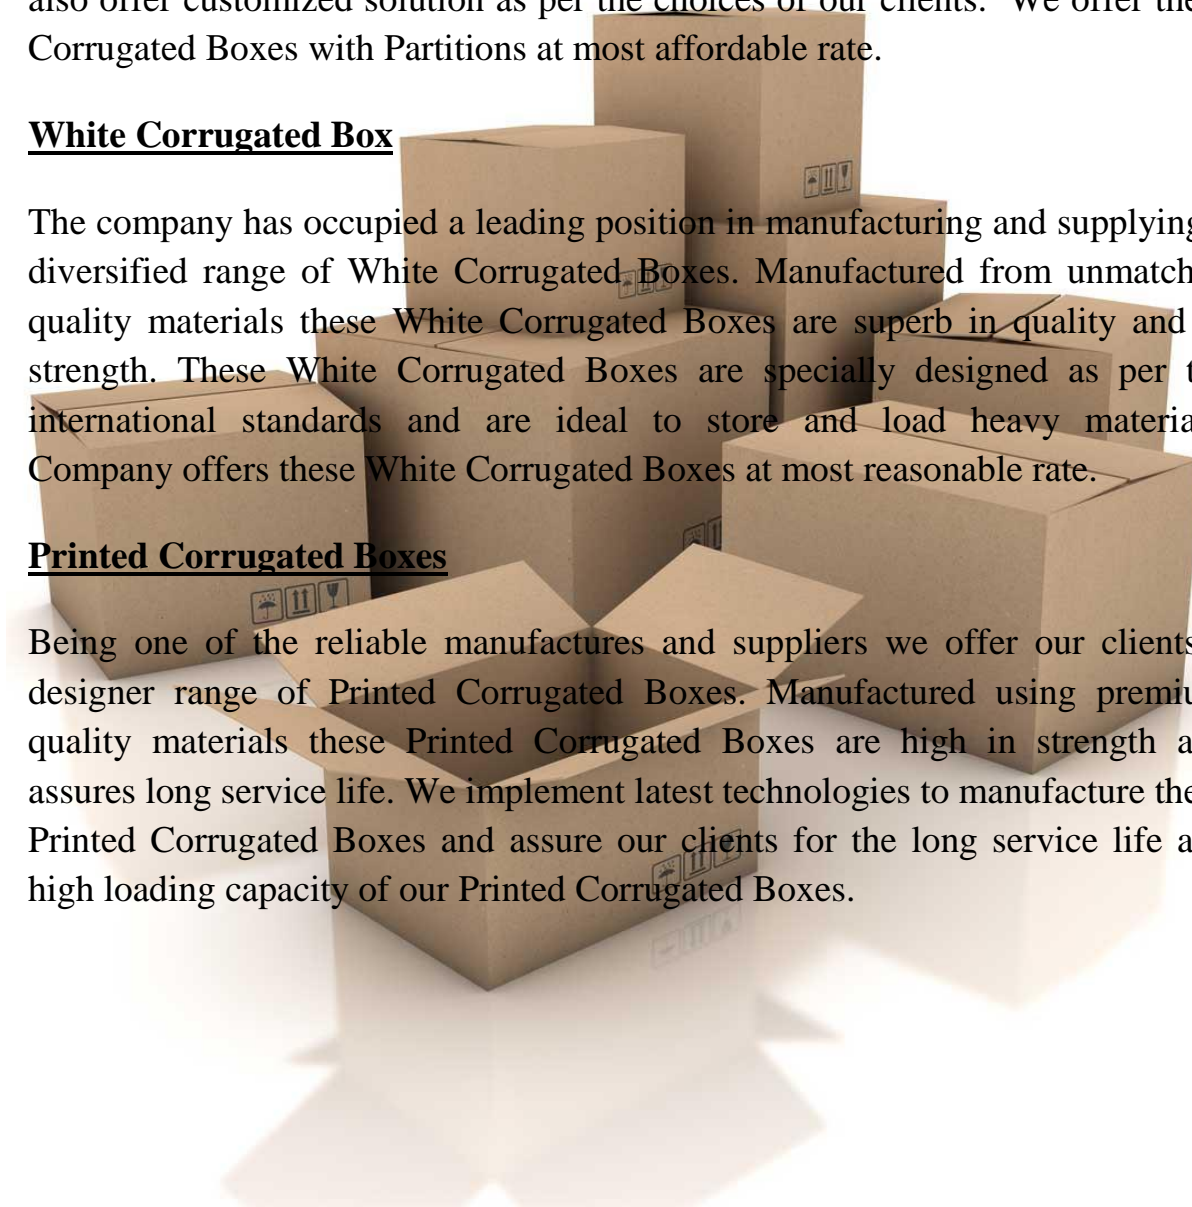 also offer customized solution as per the choices of our clients. We offer the
Corrugated Boxes with Partitions at most affordable rate.
White Corrugated Box
The company has occupied a leading position in manufacturing and supplying
diversified range of White Corrugated Boxes. Manufactured from unmatch
quality materials these White Corrugated Boxes are superb in quality and
strength. These White Corrugated Boxes are specially designed as per t
international standards and are ideal to store and load heavy materia
Company offers these White Corrugated Boxes at most reasonable rate.
Printed Corrugated Boxes
Being one of the reliable manufactures and suppliers we offer our clients
designer range of Printed Corrugated Boxes. Manufactured using premiu
quality materials these Printed Corrugated Boxes are high in strength a
assures long service life. We implement latest technologies to manufacture the
Printed Corrugated Boxes and assure our clients for the long service life a
high loading capacity of our Printed Corrugated Boxes.